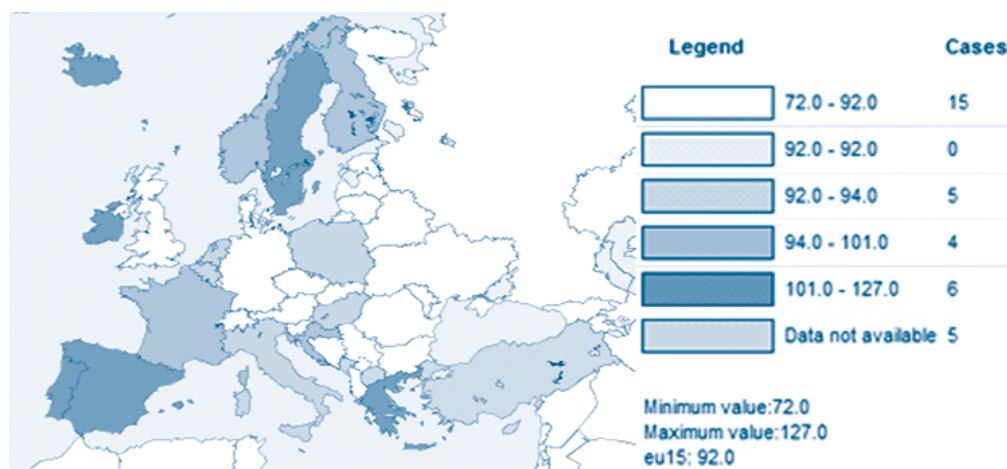 Legend Cases
72.0 - 92.0 15
92.0 - 92.0 0
92.0 - 94.0 5
94.0 - 101.0 4
101.0 - 127.0 6
Data not available 5
Minimum value:72.0
Maximum value:127.0
eu15: 92.0